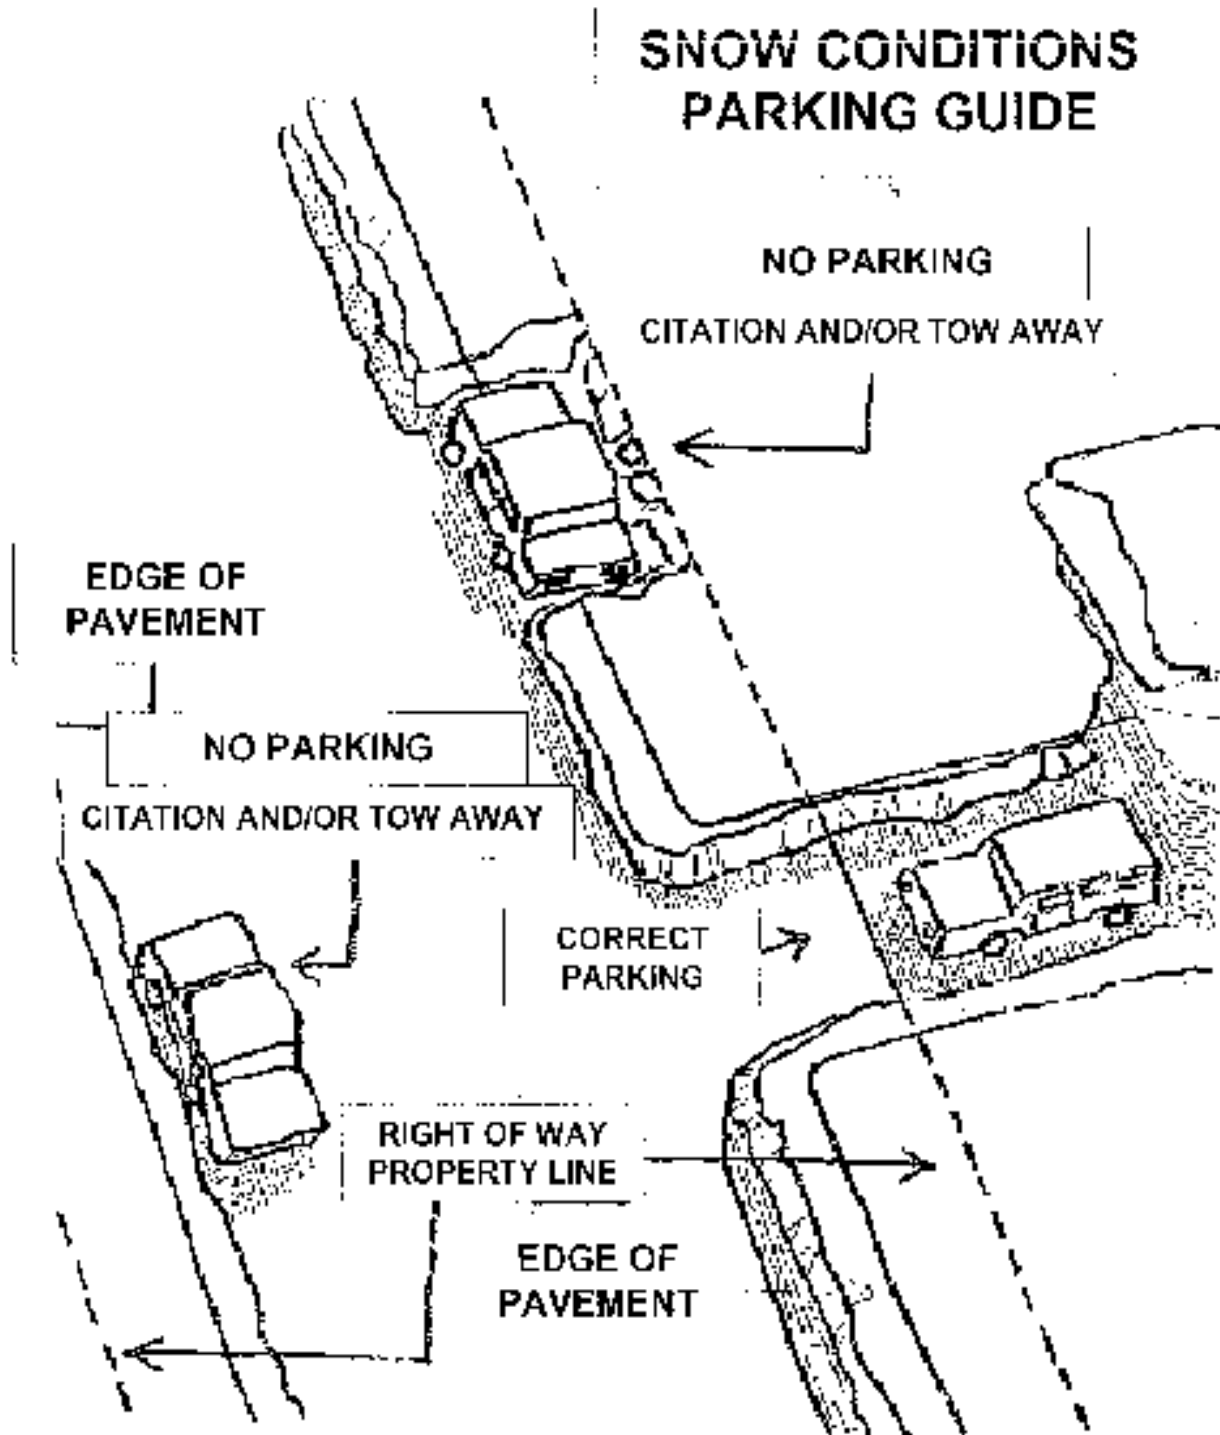 SNOW CONDITIONS
PARKING GUIDE
NO PARKING
CITATION AND/OR TOW AWAY
EDGE OF
PAVEMENT
NO PARKING
CITATION AND/OR TOW AWAY
CORRECT
PARKING
RIGHT OF WAY
PROPERTY LINE
EDGE OF
PAVEMENT